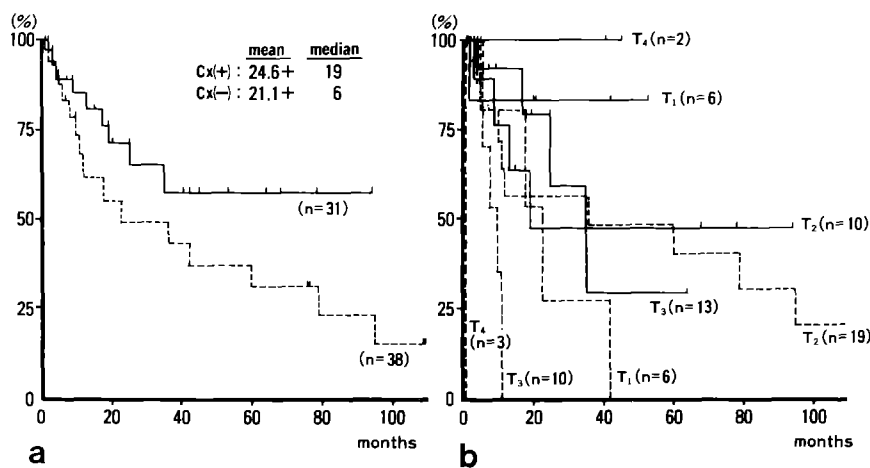 (%)
100
75
50
25
0
0 20 40 60 80 100
months
mean median
Cx(+) : 24.6+ 19
Cx(−) : 21.1+ 6
(n=31)
(n=38)
a
(%)
100
75
50
25
0
0 20 40 60 80 100
months
T₄(n=2)
T₁(n=6)
T₂(n=10)
T₃(n=13)
T₂(n=19)
T₄
(n=3)
T₃(n=10)
T₁(n=6)
b